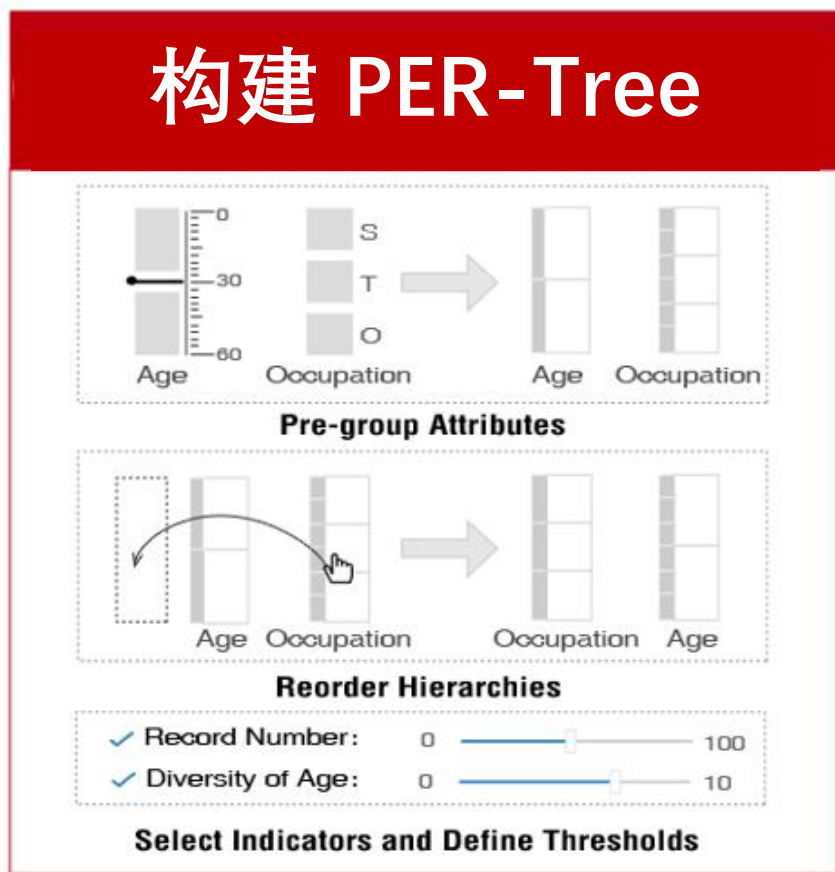 构建 PER-Tree
0
S
30
T
60
O
Age Occupation Age Occupation
Pre-group Attributes
Age Occupation Occupation Age
Reorder Hierarchies
Record Number: 0 100
Diversity of Age: 0 10
Select Indicators and Define Thresholds